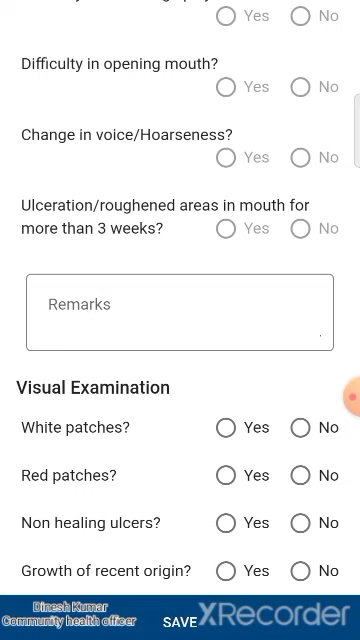 Yes No
Difficulty in opening mouth?
Yes No
Change in voice/Hoarseness?
Yes No
Ulceration/roughened areas in mouth for
more than 3 weeks? Yes No
Remarks
Visual Examination
White patches? Yes No
Red patches? Yes No
Non healing ulcers? Yes No
Growth of recent origin? Yes No
Dinesh Kumar
Community health officer
SAVE
XRecorder